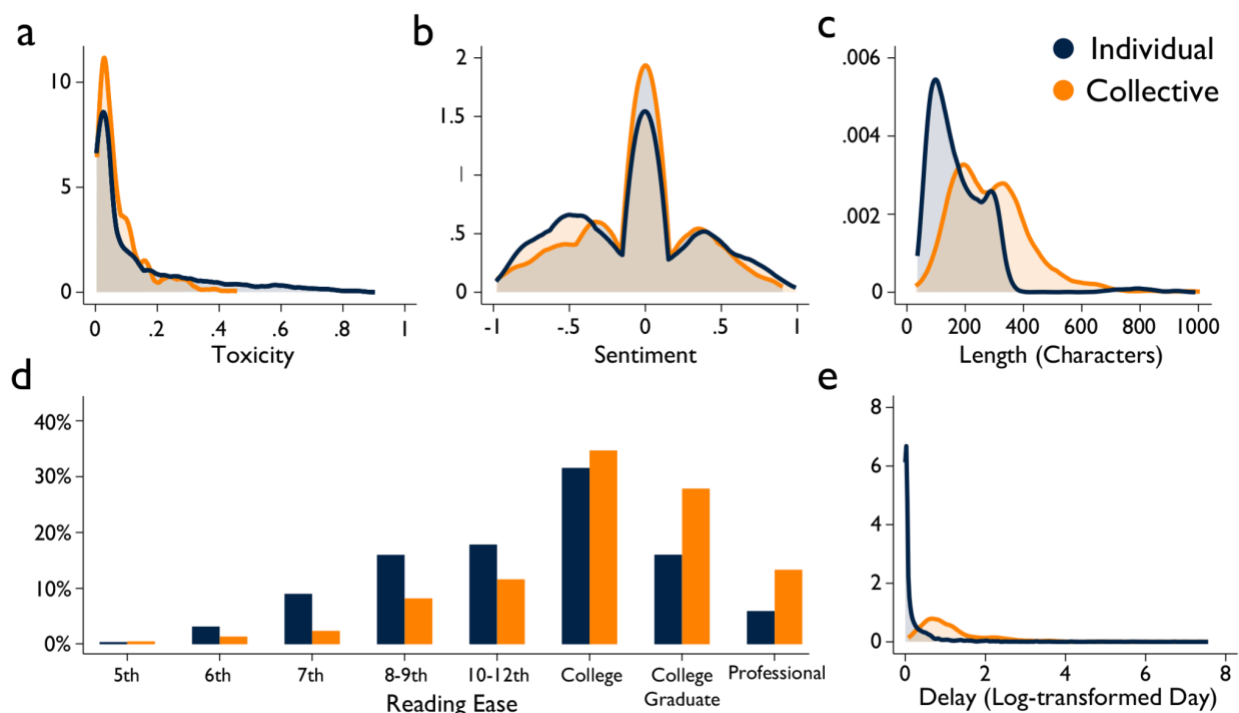 a
10
5
0
0 .2 .4 .6 .8 1
Toxicity
b
2
1.5
1
.5
0
-1 -.5 0 .5 1
Sentiment
c
Individual
Collective
.006
.004
.002
0
0 200 400 600 800 1000
Length (Characters)
d
40%
30%
20%
10%
0%
5th 6th 7th 8-9th 10-12th College College Graduate Professional
Reading Ease
e
8
6
4
2
0
0 2 4 6 8
Delay (Log-transformed Day)